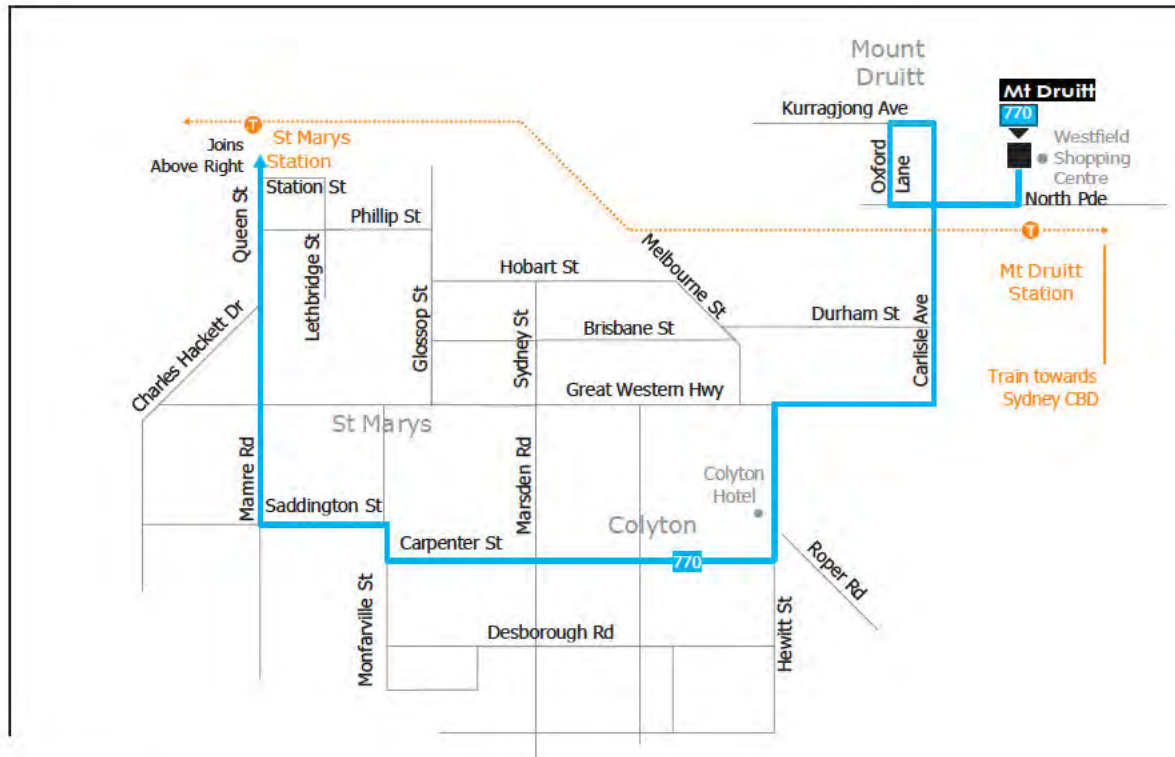 Mount
Druitt
Mt Druitt
770
Kurragjong Ave
Westfield
Shopping
Centre
Oxford
Lane
North Pde
T
St Marys
Station
Joins
Above Right
Station St
Queen St
Phillip St
Lethbridge St
T
Mt Druitt
Station
Melbourne St
Hobart St
Glossop St
Sydney St
Brisbane St
Durham St
Carlisle Ave
Charles Hackett Dr
Great Western Hwy
Train towards
Sydney CBD
St Marys
Mamre Rd
Saddington St
Marsden Rd
Colyton
Hotel
Colyton
Carpenter St
770
Roper Rd
Monfarville St
Desborough Rd
Hewitt St